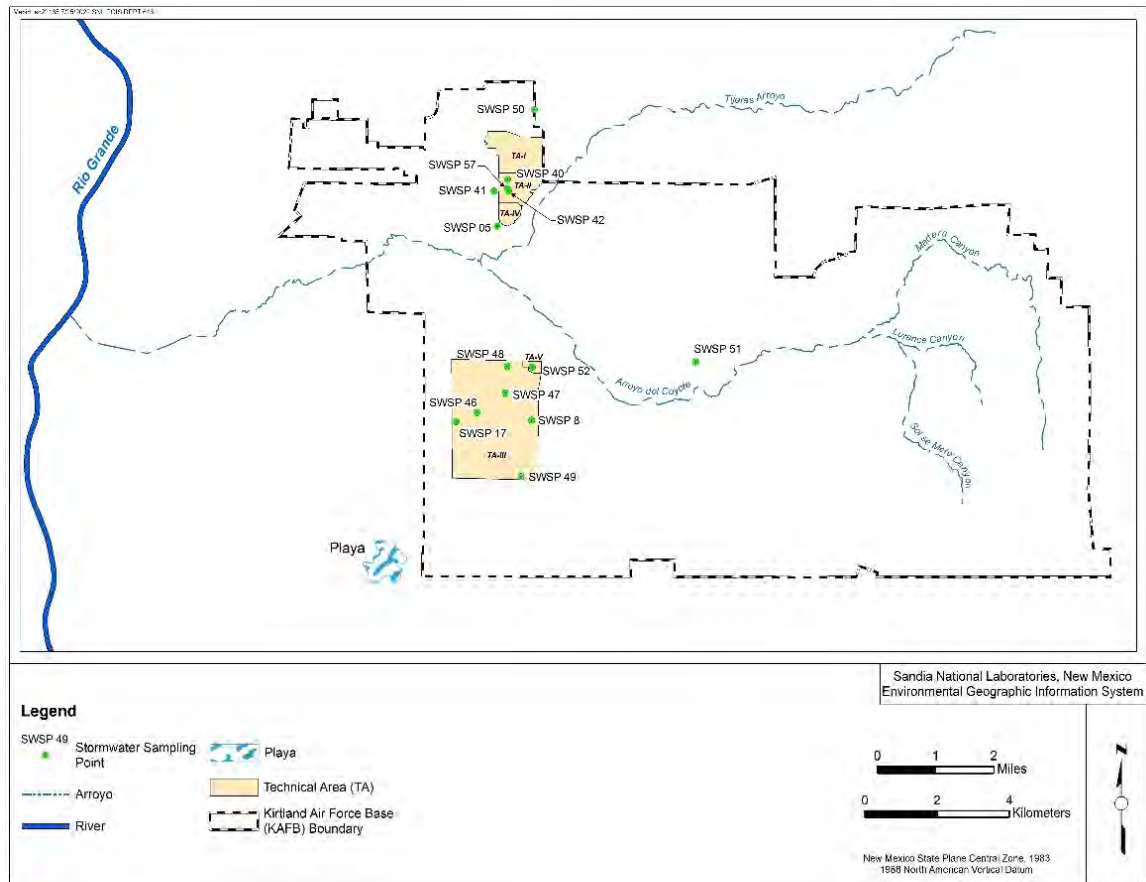 Rio Grande
Tijeras Arroyo
SWSP 50
TA-I
SWSP 57
SWSP 40
TA-II
SWSP 41
TA-IV
SWSP 42
SWSP 05
Madera Canyon
Lurance Canyon
SWSP 51
SWSP 48
TA-V
SWSP 52
Arroyo del Coyote
SWSP 47
SWSP 46
SWSP 8
SWSP 17
TA-III
Sol se Mete Canyon
SWSP 49
Playa
Sandia National Laboratories, New Mexico
Environmental Geographic Information System
Legend
SWSP 49
Stormwater Sampling
Point
Playa
Technical Area (TA)
Arroyo
Kirtland Air Force Base
(KAFB) Boundary
River
0 1 2
Miles
0 2 4
Kilometers
N
New Mexico State Plane Central Zone, 1983
1988 North American Vertical Datum